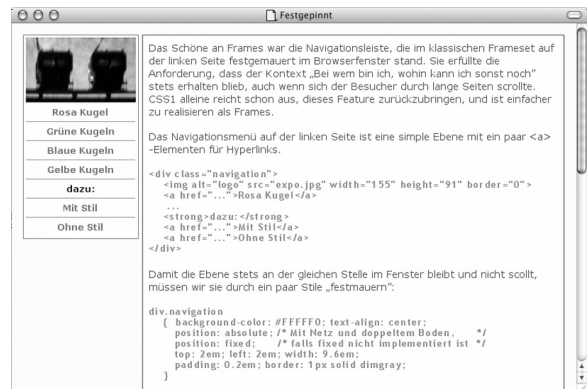 Festgepinnt
Rosa Kugel
Grüne Kugeln
Blaue Kugeln
Gelbe Kugeln
dazu:
Mit Stil
Ohne Stil
Das Schöne an Frames war die Navigationsleiste, die im klassischen Frameset auf
der linken Seite festgemauert im Browserfenster stand. Sie erfüllte die
Anforderung, dass der Kontext „Bei wem bin ich, wohin kann ich sonst noch"
stets erhalten blieb, auch wenn sich der Besucher durch lange Seiten scrollte.
CSS1 alleine reicht schon aus, dieses Feature zurückzubringen, und ist einfacher
zu realisieren als Frames.
Das Navigationsmenü auf der linken Seite ist eine simple Ebene mit ein paar <a>
-Elementen für Hyperlinks.
<div class="navigation">
<img alt="logo" src="expo.jpg" width="155" height="91" border="0">
<a href="...">Rosa Kugel</a>
...
<strong>dazu:</strong>
<a href="...">Mit Stil</a>
<a href="...">Ohne Stil</a>
</div>
Damit die Ebene stets an der gleichen Stelle im Fenster bleibt und nicht scollt,
müssen wir sie durch ein paar Stile „festmauern":
div.navigation
{ background-color: #FFFFF0; text-align: center;
position: absolute; /* Mit Netz und doppeltem Boden, */
position: fixed; /* falls fixed nicht implementiert ist */
top: 2em; left: 2em; width: 9.6em;
padding: 0.2em; border: 1px solid dimgray;
}